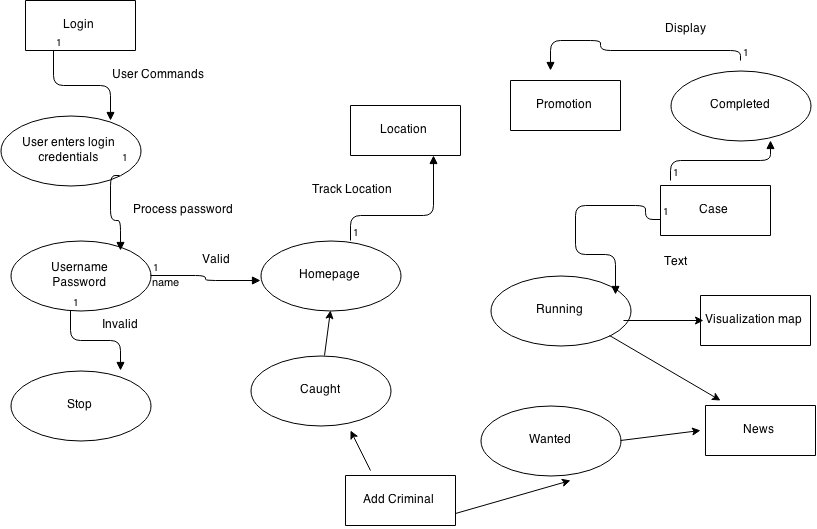 Login
1
User Commands
User enters login
credentials
1
Process password
Username
Password
1
1
name
Valid
Invalid
Stop
Location
Track Location
1
Homepage
Caught
Add Criminal
Display
1
Promotion
Completed
1
Case
1
Text
Running
Visualization map
News
Wanted